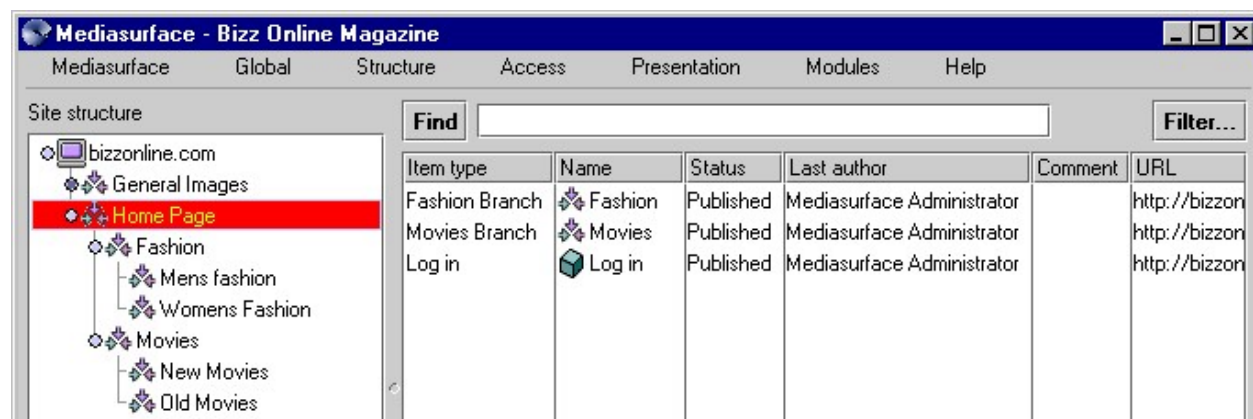 Mediasurface - Bizz Online Magazine
Mediasurface Global Structure Access Presentation Modules Help
Site structure
Find Filter...
bizzonline.com
General Images
Home Page
Fashion
Mens fashion
Womens Fashion
Movies
New Movies
Old Movies
Item type Name Status Last author Comment URL
Fashion Branch Fashion Published Mediasurface Administrator http://bizzon
Movies Branch Movies Published Mediasurface Administrator http://bizzon
Log in Log in Published Mediasurface Administrator http://bizzon